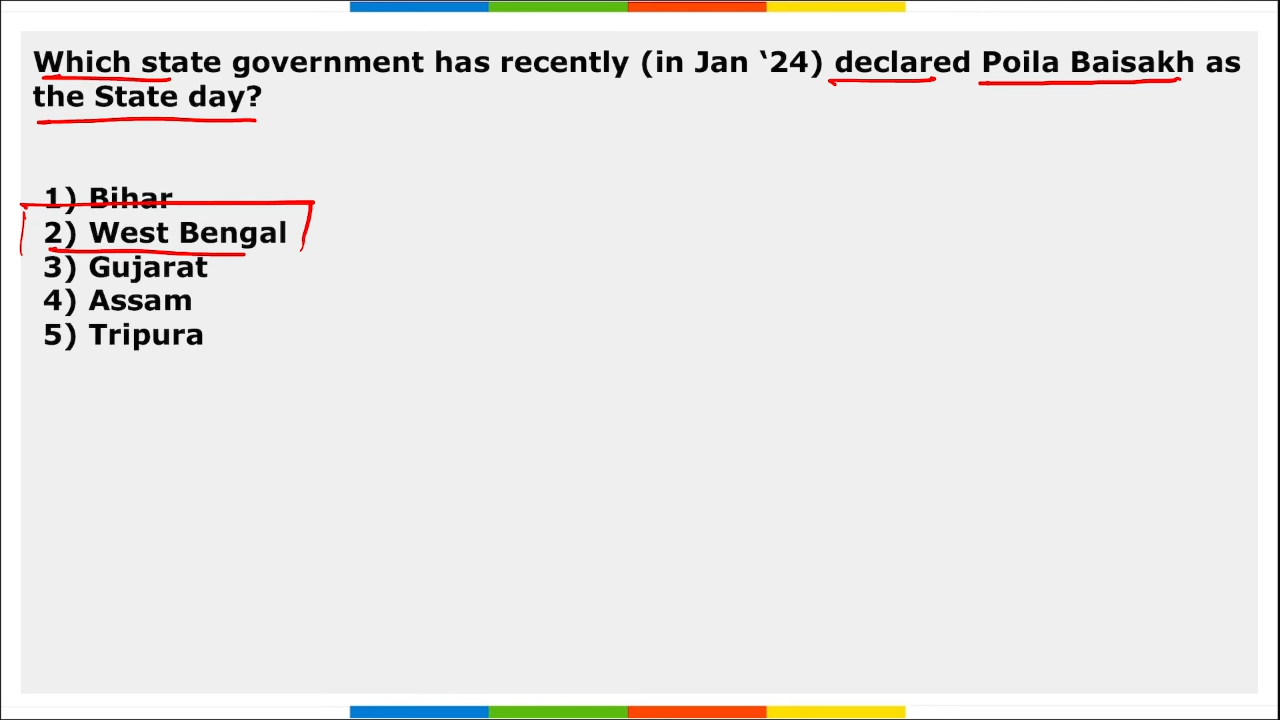 Which state government has recently (in Jan ‘24) declared Poila Baisakh as
the State day?
1) Bihar
2) West Bengal
3) Gujarat
4) Assam
5) Tripura